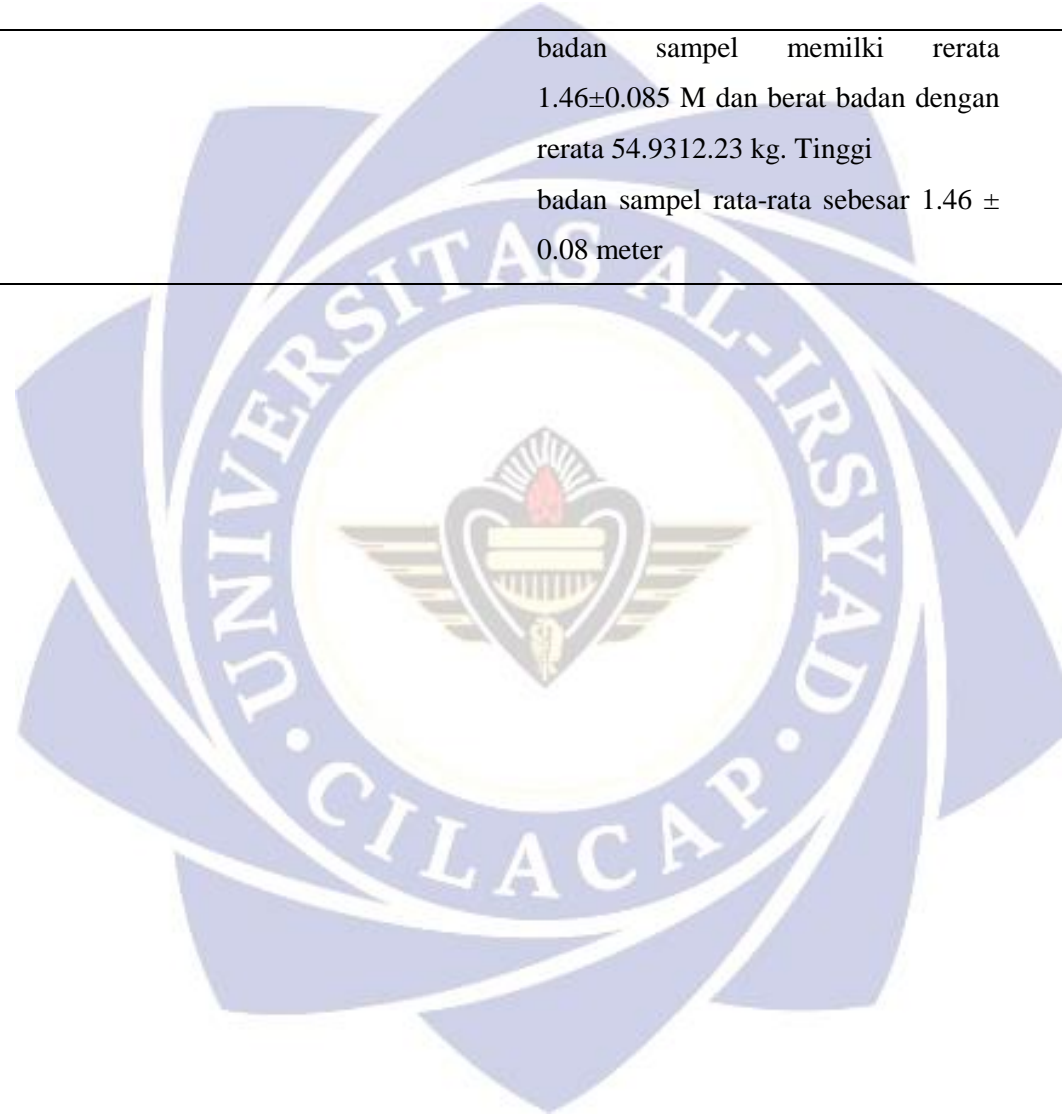 badan sampel memilki rerata
1.46±0.085 M dan berat badan dengan
rerata 54.9312.23 kg. Tinggi
badan sampel rata-rata sebesar 1.46 ±
0.08 meter
UNIVERSITAS AL-IRSYAD
• CILACAP •